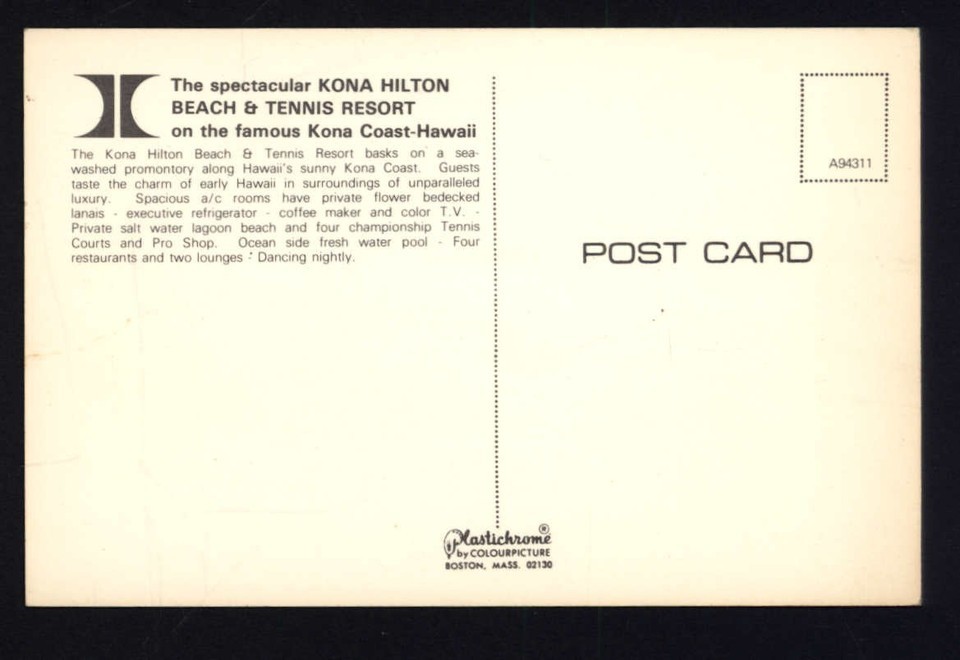 The spectacular KONA HILTON
BEACH & TENNIS RESORT
on the famous Kona Coast-Hawaii
The Kona Hilton Beach & Tennis Resort basks on a sea-
washed promontory along Hawaii's sunny Kona Coast. Guests
taste the charm of early Hawaii in surroundings of unparalleled
luxury. Spacious a/c rooms have private flower bedecked
lanais - executive refrigerator - coffee maker and color T.V. -
Private salt water lagoon beach and four championship Tennis
Courts and Pro Shop. Ocean side fresh water pool - Four
restaurants and two lounges - Dancing nightly.
A94311
POST CARD
Plastichrome®
by COLOURPICTURE
BOSTON, MASS. 02130